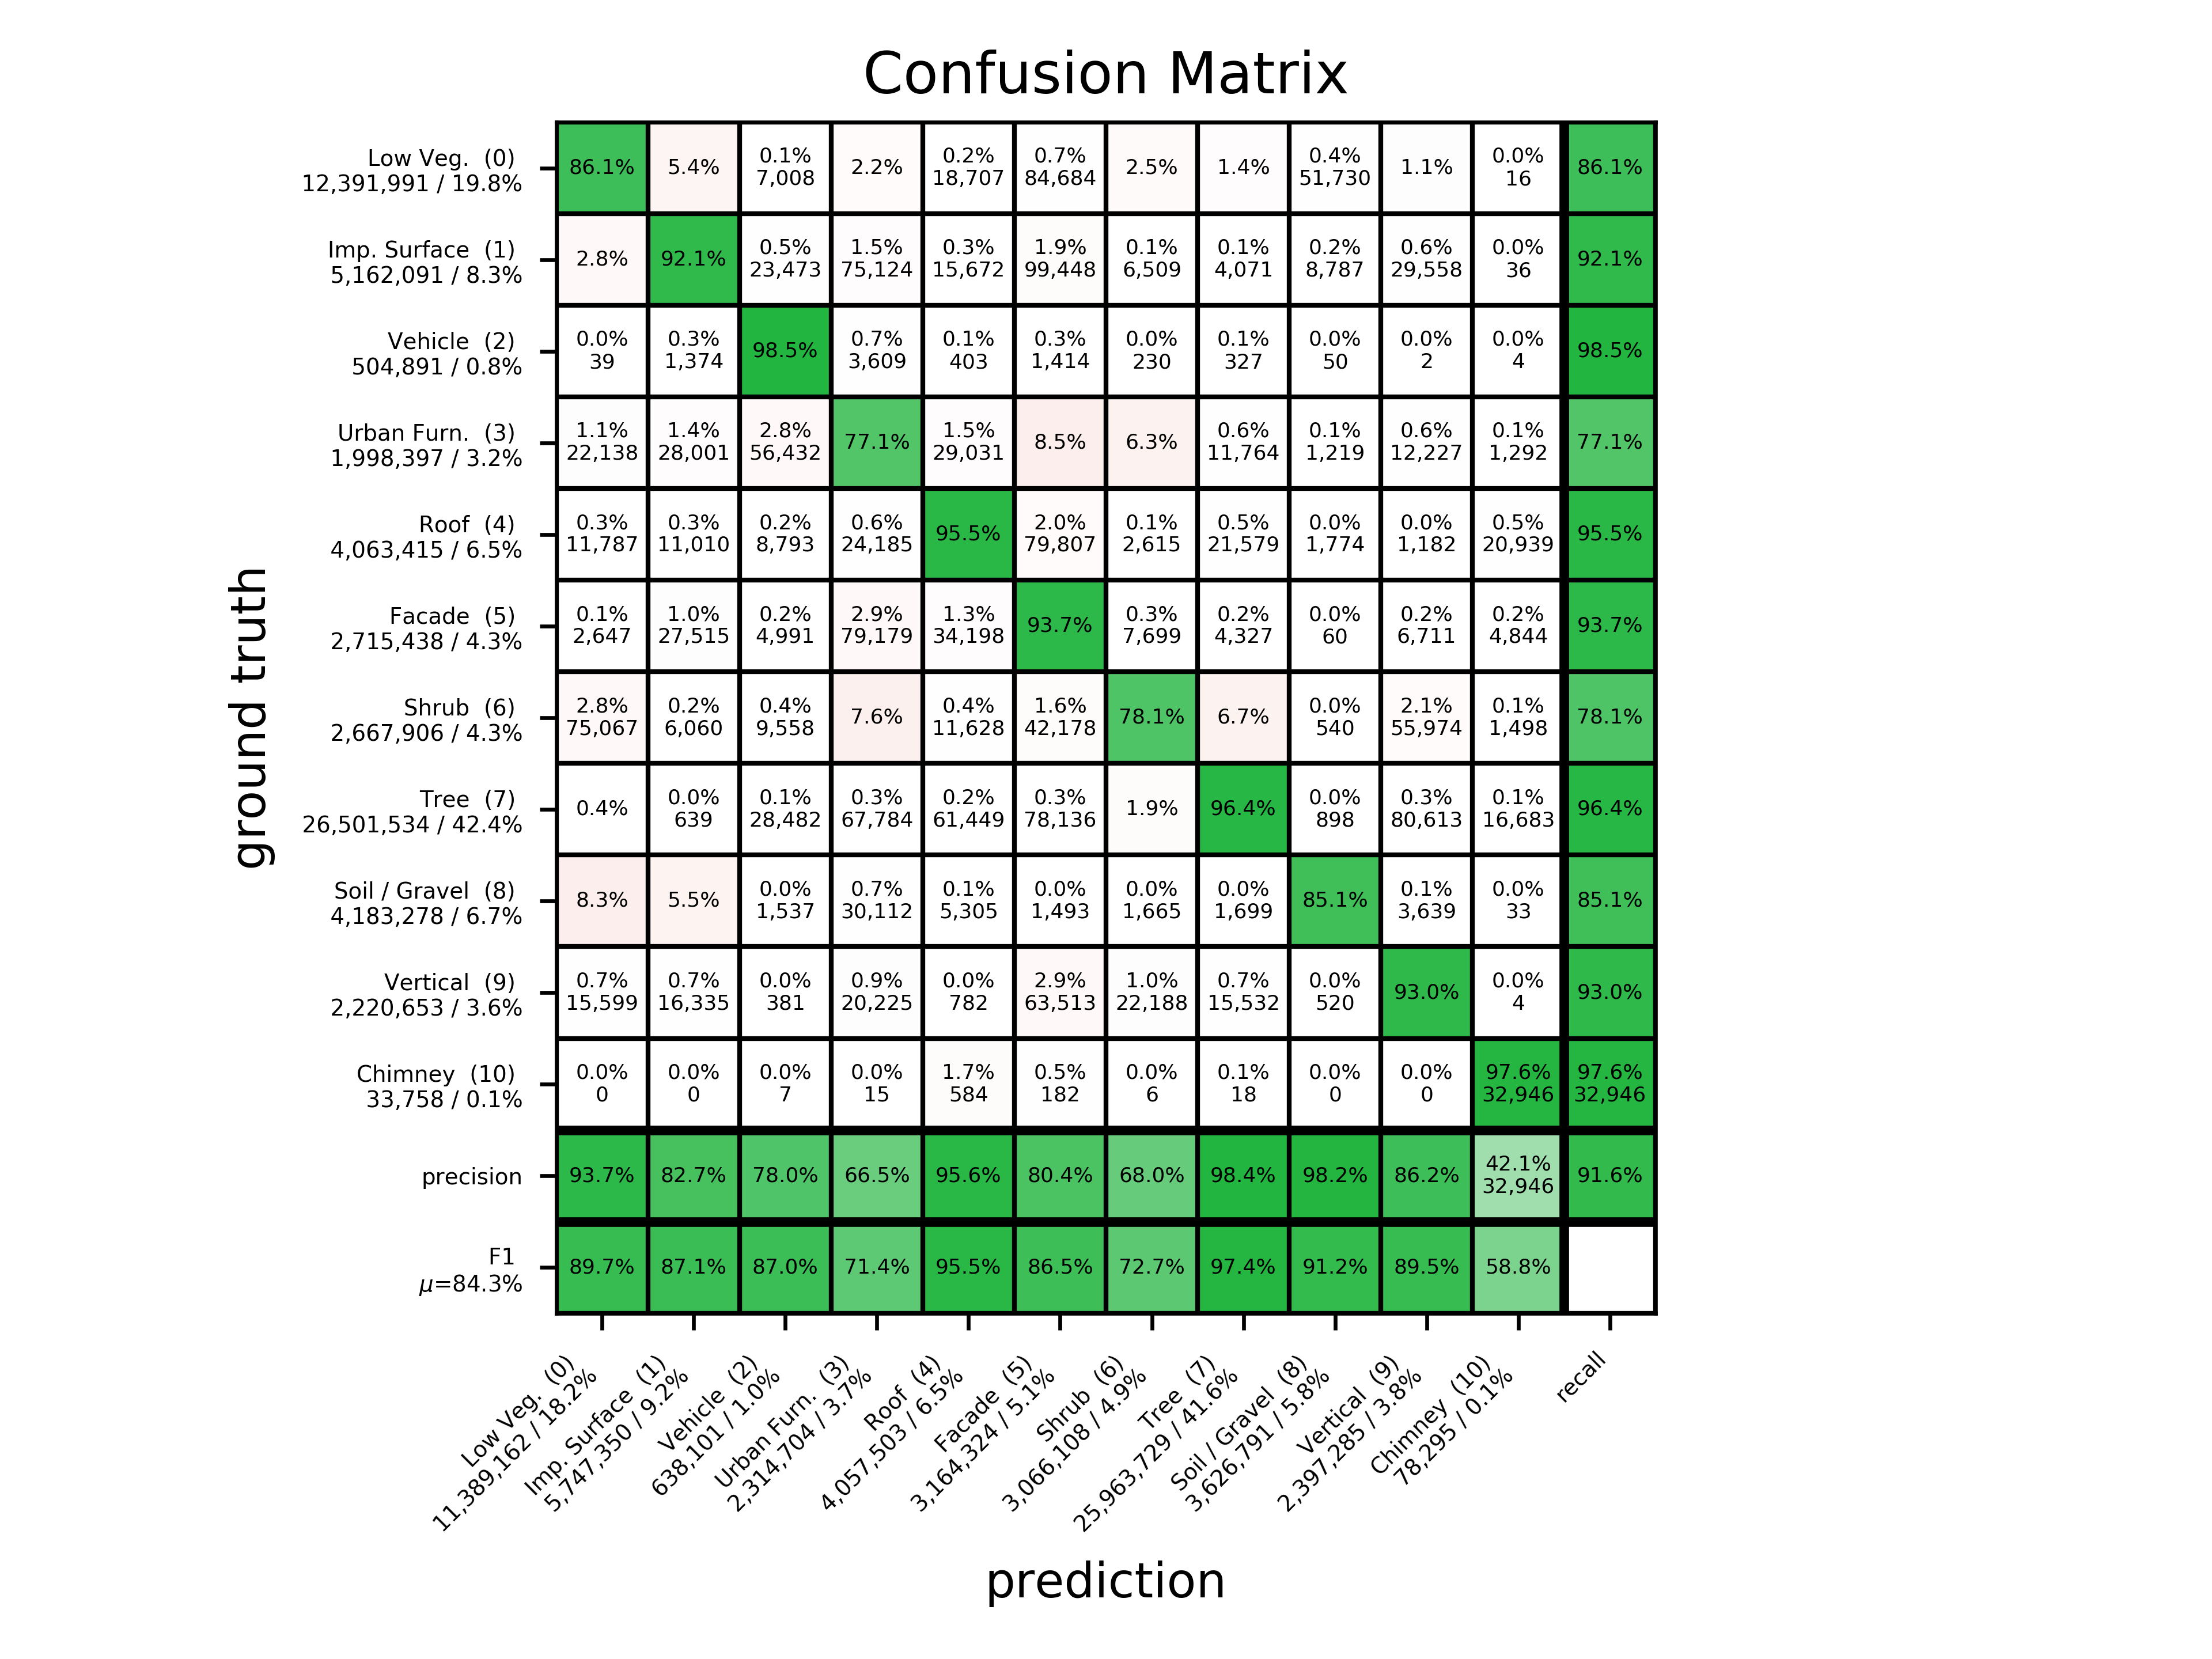 Confusion Matrix
ground truth
Low Veg. (0)
12,391,991 / 19.8%
86.1% 5.4% 0.1% 2.2% 0.2% 0.7% 2.5% 1.4% 0.4% 1.1% 0.0% 86.1%
7,008 18,707 84,684 51,730 16
Imp. Surface (1)
5,162,091 / 8.3%
2.8% 92.1% 0.5% 1.5% 0.3% 1.9% 0.1% 0.1% 0.2% 0.6% 0.0% 92.1%
23,473 75,124 15,672 99,448 6,509 4,071 8,787 29,558 36
Vehicle (2)
504,891 / 0.8%
0.0% 0.3% 98.5% 0.7% 0.1% 0.3% 0.0% 0.1% 0.0% 0.0% 0.0% 98.5%
39 1,374 3,609 403 1,414 230 327 50 2 4
Urban Furn. (3)
1,998,397 / 3.2%
1.1% 1.4% 2.8% 77.1% 1.5% 8.5% 6.3% 0.6% 0.1% 0.6% 0.1% 77.1%
22,138 28,001 56,432 29,031 11,764 1,219 12,227 1,292
Roof (4)
4,063,415 / 6.5%
0.3% 0.3% 0.2% 0.6% 95.5% 2.0% 0.1% 0.5% 0.0% 0.0% 0.5% 95.5%
11,787 11,010 8,793 24,185 79,807 2,615 21,579 1,774 1,182 20,939
Facade (5)
2,715,438 / 4.3%
0.1% 1.0% 0.2% 2.9% 1.3% 93.7% 0.3% 0.2% 0.0% 0.2% 0.2% 93.7%
2,647 27,515 4,991 79,179 34,198 7,699 4,327 60 6,711 4,844
Shrub (6)
2,667,906 / 4.3%
2.8% 0.2% 0.4% 7.6% 0.4% 1.6% 78.1% 6.7% 0.0% 2.1% 0.1% 78.1%
75,067 6,060 9,558 11,628 42,178 540 55,974 1,498
Tree (7)
26,501,534 / 42.4%
0.4% 0.0% 0.1% 0.3% 0.2% 0.3% 1.9% 96.4% 0.0% 0.3% 0.1% 96.4%
639 28,482 67,784 61,449 78,136 898 80,613 16,683
Soil / Gravel (8)
4,183,278 / 6.7%
8.3% 5.5% 0.0% 0.7% 0.1% 0.0% 0.0% 0.0% 85.1% 0.1% 0.0% 85.1%
1,537 30,112 5,305 1,493 1,665 1,699 3,639 33
Vertical (9)
2,220,653 / 3.6%
0.7% 0.7% 0.0% 0.9% 0.0% 2.9% 1.0% 0.7% 0.0% 93.0% 0.0% 93.0%
15,599 16,335 381 20,225 782 63,513 22,188 15,532 520 4
Chimney (10)
33,758 / 0.1%
0.0% 0.0% 0.0% 0.0% 1.7% 0.5% 0.0% 0.1% 0.0% 0.0% 97.6% 97.6%
0 0 7 15 584 182 6 18 0 0 32,946 32,946
precision
93.7% 82.7% 78.0% 66.5% 95.6% 80.4% 68.0% 98.4% 98.2% 86.2% 42.1% 91.6%
32,946
F1
μ=84.3%
89.7% 87.1% 87.0% 71.4% 95.5% 86.5% 72.7% 97.4% 91.2% 89.5% 58.8%
Low Veg. (0)
11,389,162 / 18.2%
Imp. Surface (1)
5,747,350 / 9.2%
Vehicle (2)
638,101 / 1.0%
Urban Furn. (3)
2,314,704 / 3.7%
Roof (4)
4,057,503 / 6.5%
Facade (5)
3,164,324 / 5.1%
Shrub (6)
3,066,108 / 4.9%
Tree (7)
25,963,729 / 41.6%
Soil / Gravel (8)
3,626,791 / 5.8%
Vertical (9)
2,397,285 / 3.8%
Chimney (10)
78,295 / 0.1%
recall
prediction